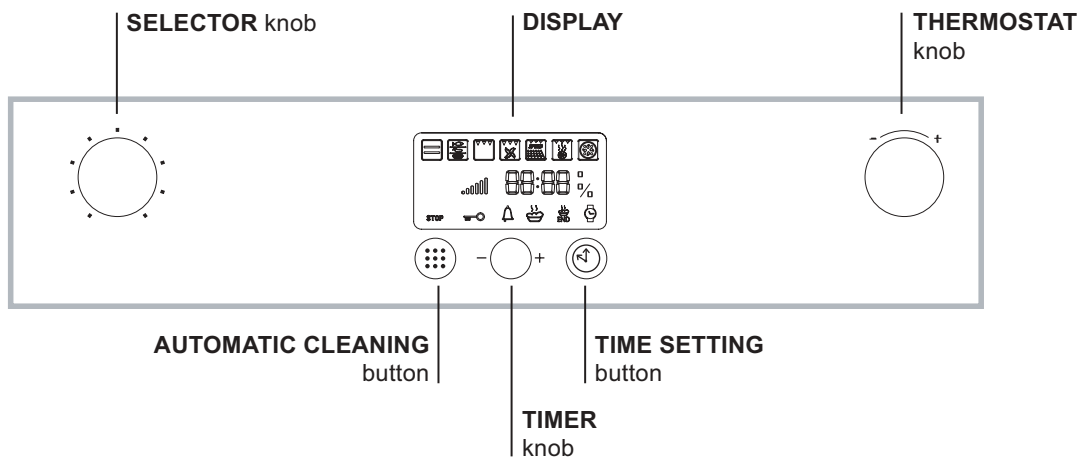 SELECTOR knob
DISPLAY
THERMOSTAT
knob
- +
88:88 %
STOP
END
- +
AUTOMATIC CLEANING
button
TIME SETTING
button
TIMER
knob